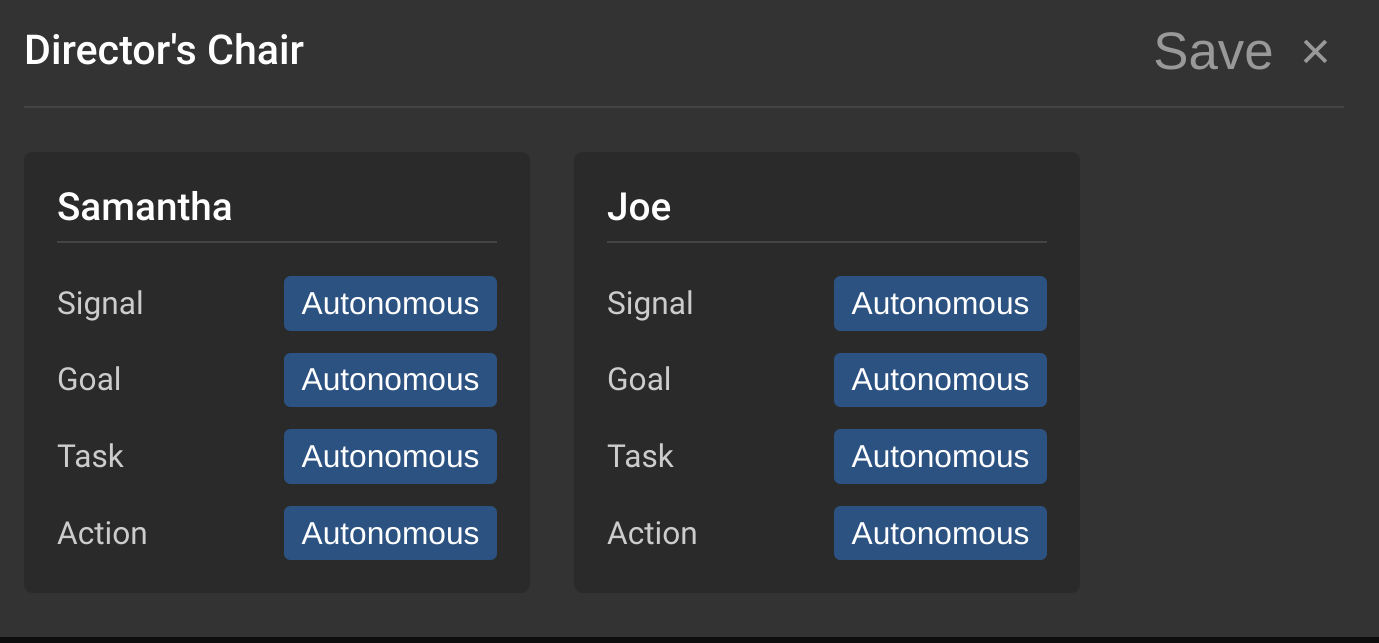 Director's Chair
Save ×
Samantha
Signal Autonomous
Goal Autonomous
Task Autonomous
Action Autonomous
Joe
Signal Autonomous
Goal Autonomous
Task Autonomous
Action Autonomous